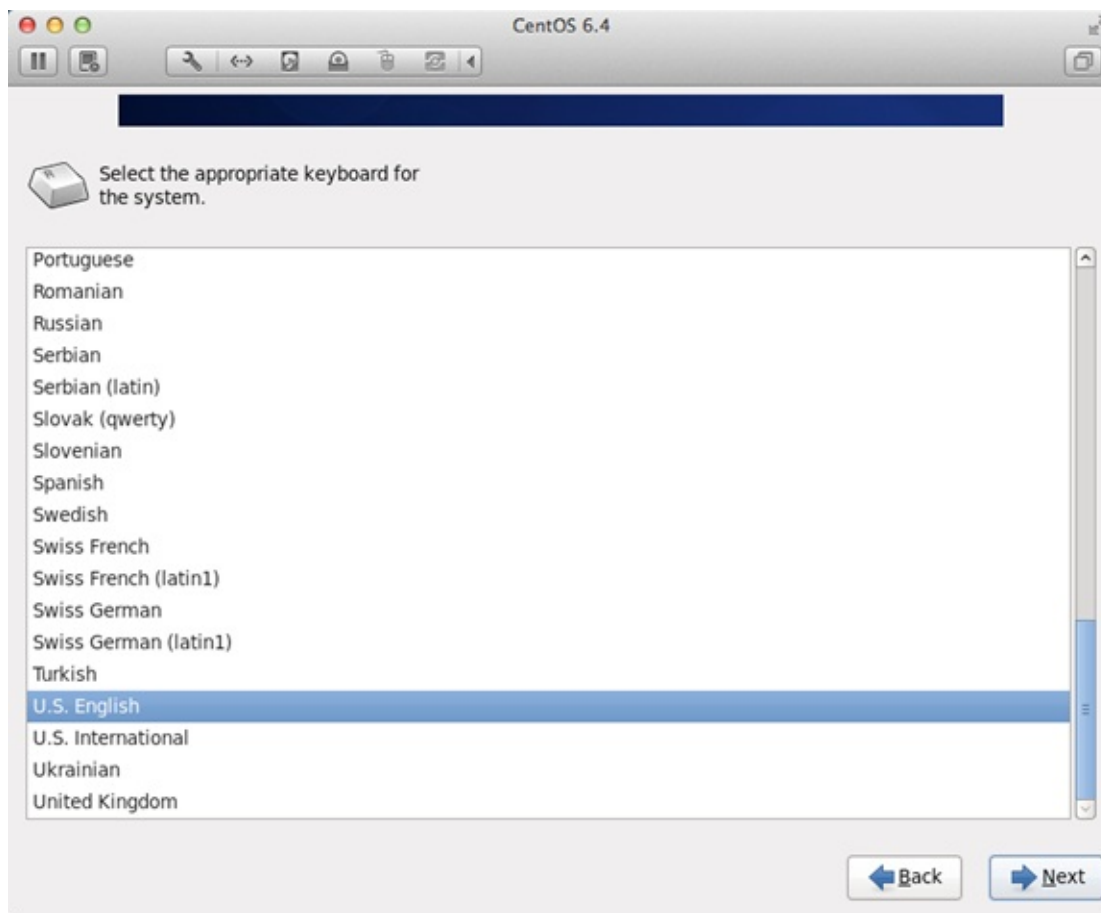 CentOS 6.4
Select the appropriate keyboard for
the system.
Portuguese
Romanian
Russian
Serbian
Serbian (latin)
Slovak (qwerty)
Slovenian
Spanish
Swedish
Swiss French
Swiss French (latin1)
Swiss German
Swiss German (latin1)
Turkish
U.S. English
U.S. International
Ukrainian
United Kingdom
Back
Next